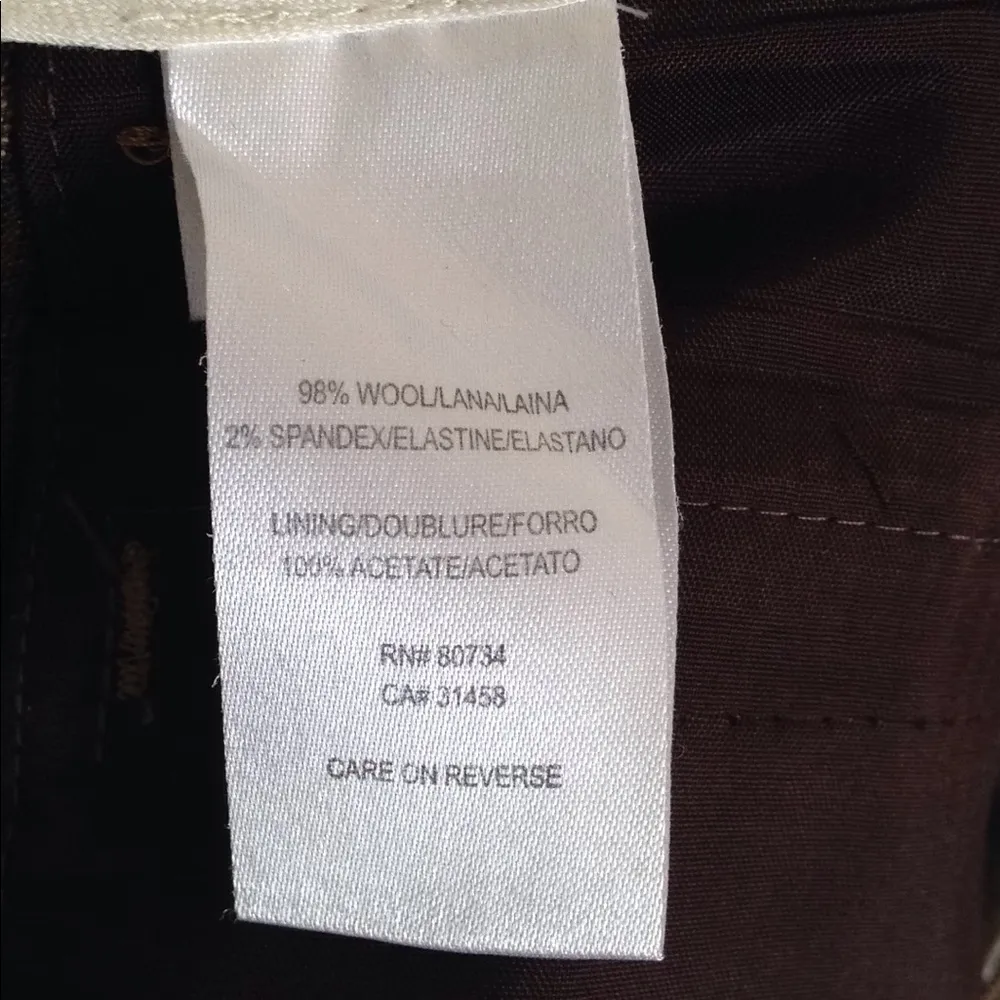 98% WOOL/LANA/LAINA
2% SPANDEX/ELASTINE/ELASTANO
LINING/DOUBLURE/FORRO
100% ACETATE/ACETATO
RN# 80734
CA# 31458
CARE ON REVERSE